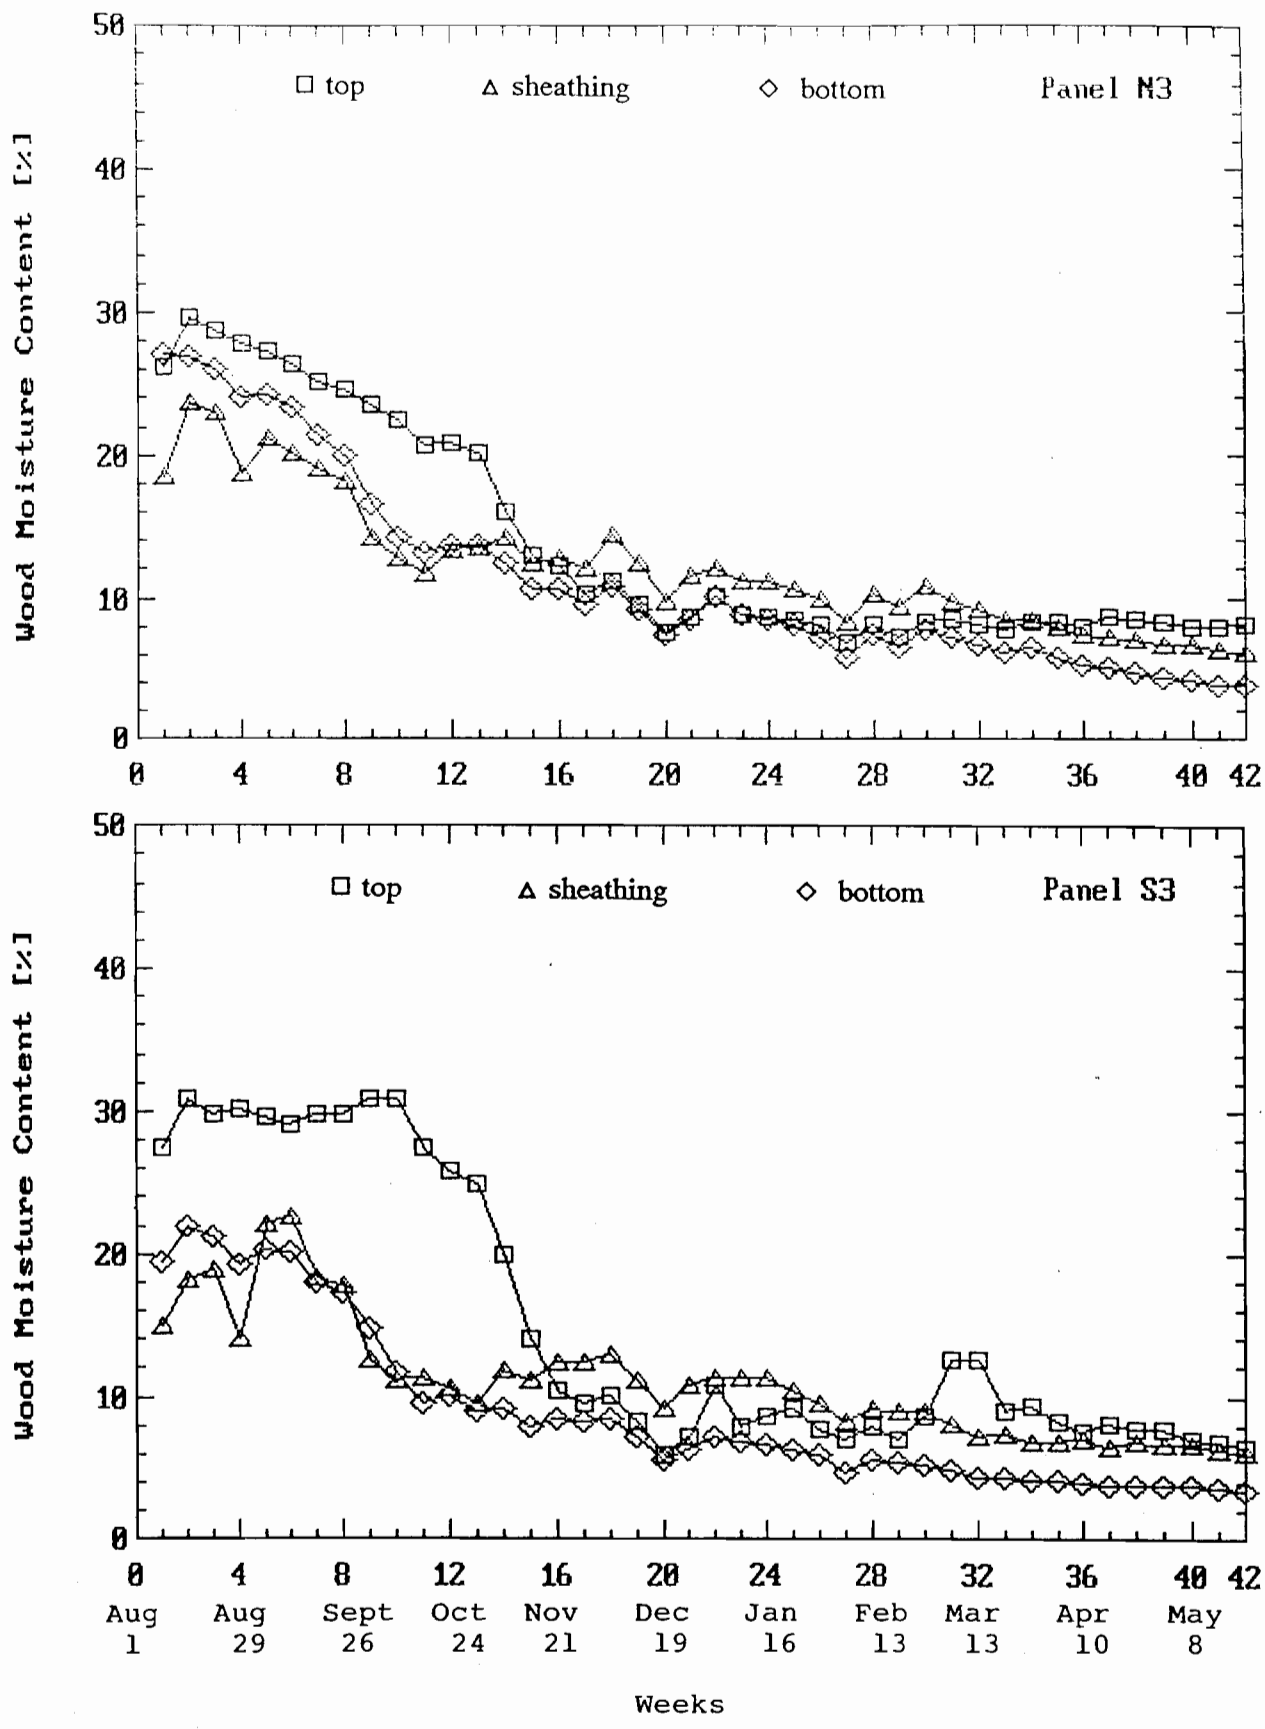 50
top sheathing bottom Panel N3
40
30
20
10
0
Wood Moisture Content [%]
0 4 8 12 16 20 24 28 32 36 40 42
50
top sheathing bottom Panel S3
40
30
20
10
0
Wood Moisture Content [%]
0 4 8 12 16 20 24 28 32 36 40 42
Aug Aug Sept Oct Nov Dec Jan Feb Mar Apr May
1 29 26 24 21 19 16 13 13 10 8
Weeks